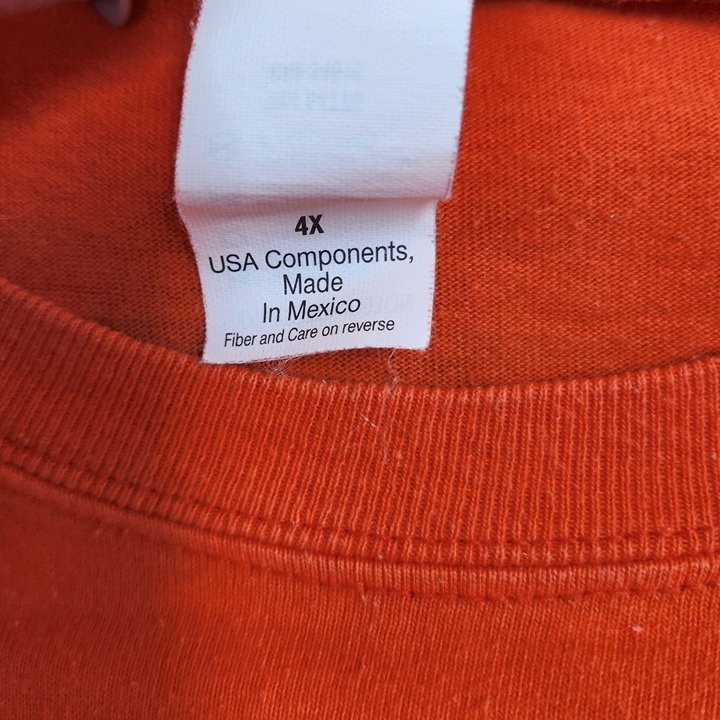 4X
USA Components,
Made
In Mexico
Fiber and Care on reverse